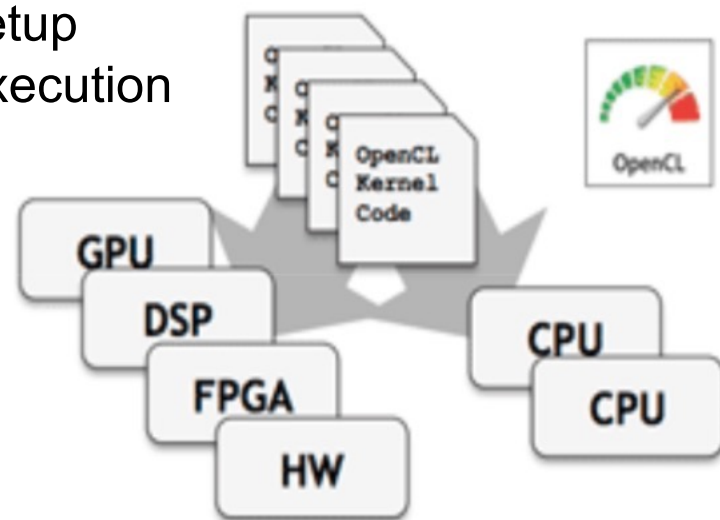 etup
xecution
O
K
C
O
K
C
O
K
C
OpenCL
Kernel
Code
OpenCL
GPU
DSP
FPGA
HW
CPU
CPU